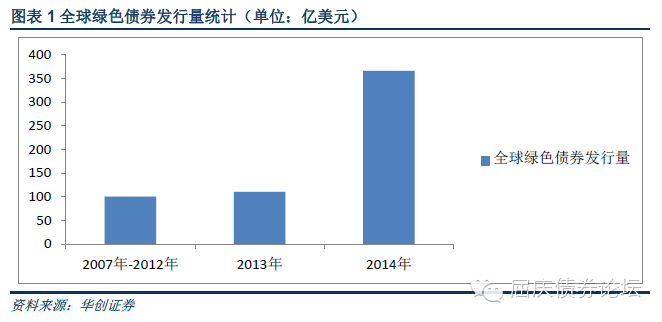 图表 1 全球绿色债券发行量统计（单位：亿美元）
400
350
300
250
200
150
100
50
0
2007年-2012年
2013年
2014年
全球绿色债券发行量
屈庆债券论坛
资料来源：华创证券